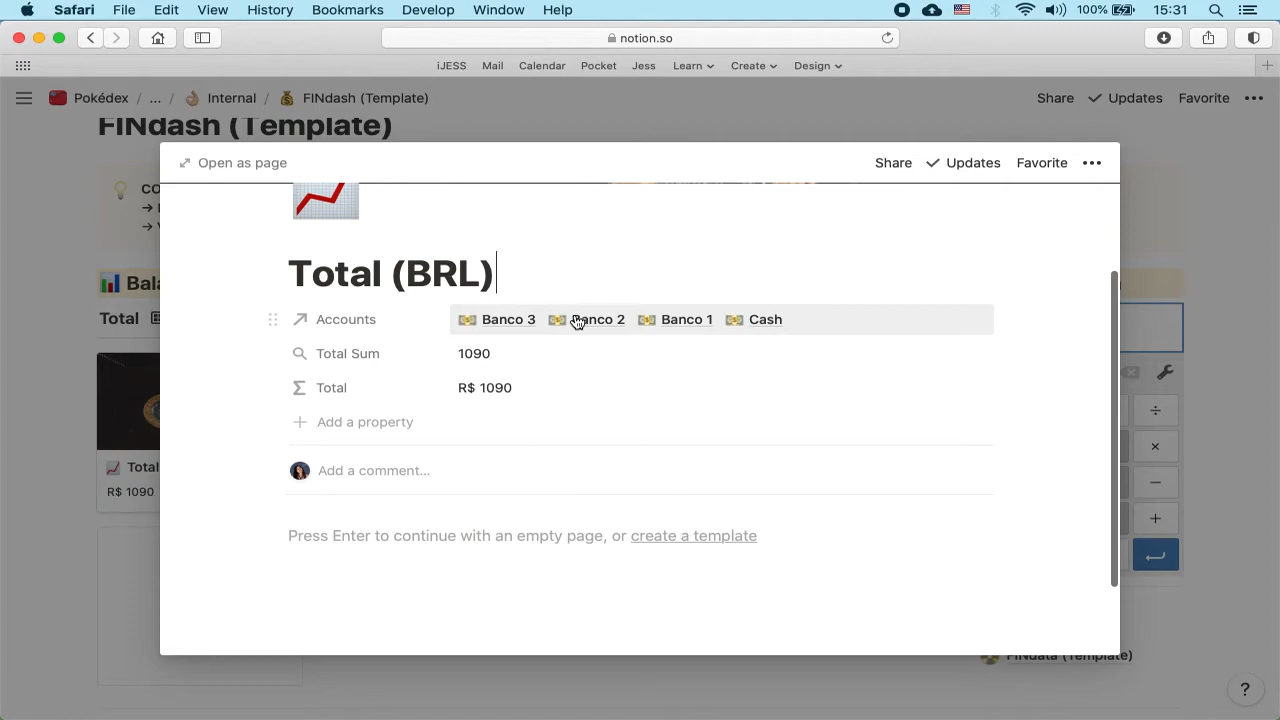 Safari File Edit View History Bookmarks Develop Window Help 100% 15:31
notion.so
iJESS Mail Calendar Pocket Jess Learn Create Design
Pokédex / ... / Internal / FINdash (Template) Share Updates Favorite
FINdash (Template)
Open as page Share Updates Favorite
CO
Total (BRL)
Bala
Total
Accounts Banco 3 Banco 2 Banco 1 Cash
Total Sum 1090
Total R$ 1090
+ Add a property
÷
×
−
+
Total
R$ 1090
Add a comment...
Press Enter to continue with an empty page, or create a template
FINdata (Template)
?